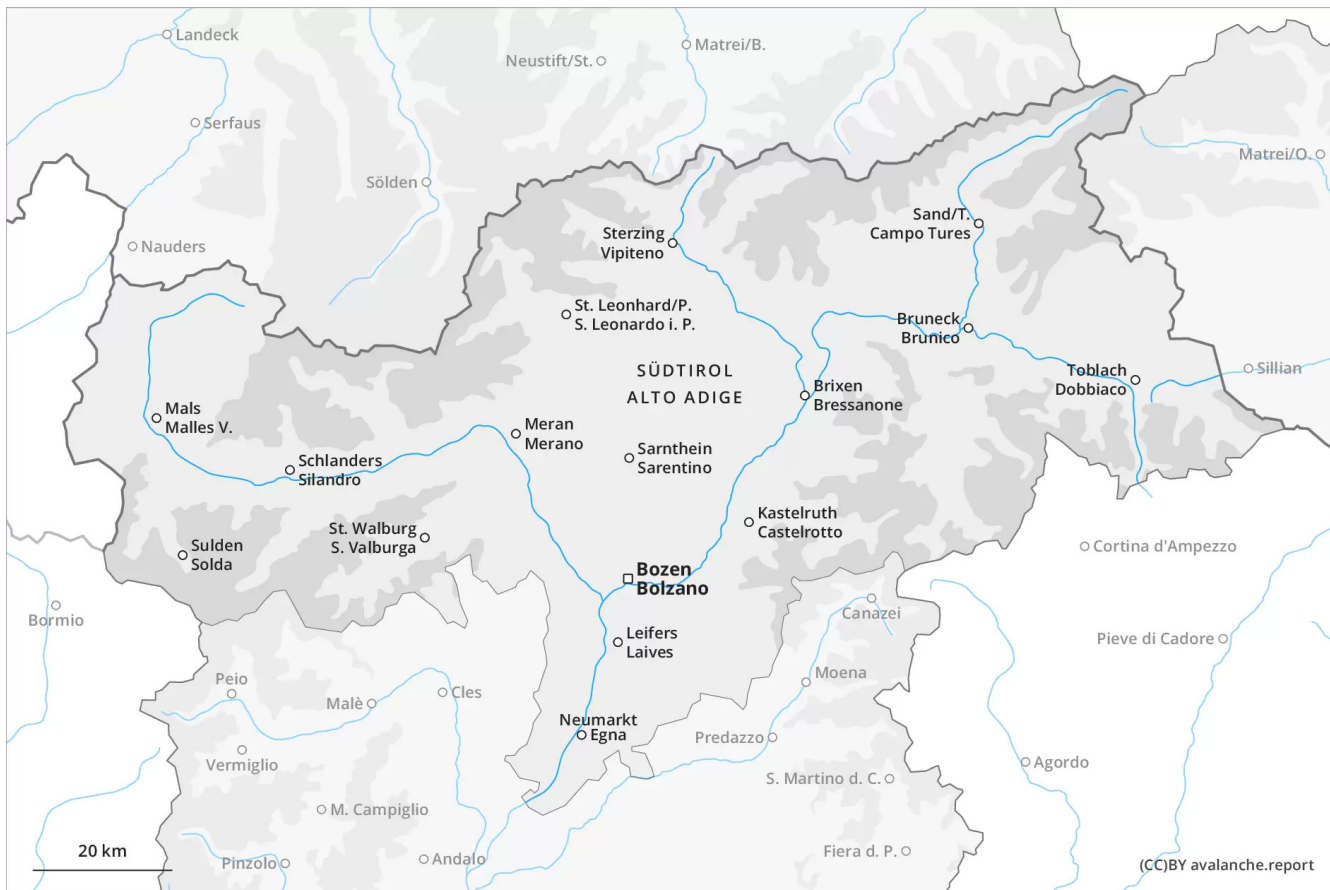 Landeck
Matrei/B.
Neustift/St.
Serfaus
Matrei/O.
Sölden
Sand/T.
Campo Tures
Sterzing
Vipiteno
Nauders
St. Leonhard/P.
S. Leonardo i. P.
Bruneck
Brunico
SÜDTIROL
ALTO ADIGE
Toblach
Dobbiaco
Sillian
Brixen
Bressanone
Mals
Malles V.
Meran
Merano
Sarnthein
Sarentino
Schlanders
Silandro
Kastelruth
Castelrotto
St. Walburg
S. Valburga
Sulden
Solda
Cortina d'Ampezzo
Bozen
Bolzano
Bormio
Canazei
Leifers
Laives
Pieve di Cadore
Moena
Peio
Cles
Malè
Neumarkt
Egna
Predazzo
Vermiglio
Agordo
S. Martino d. C.
M. Campiglio
20 km
Andalo
Pinzolo
Fiera d. P.
(CC)BY avalanche.report